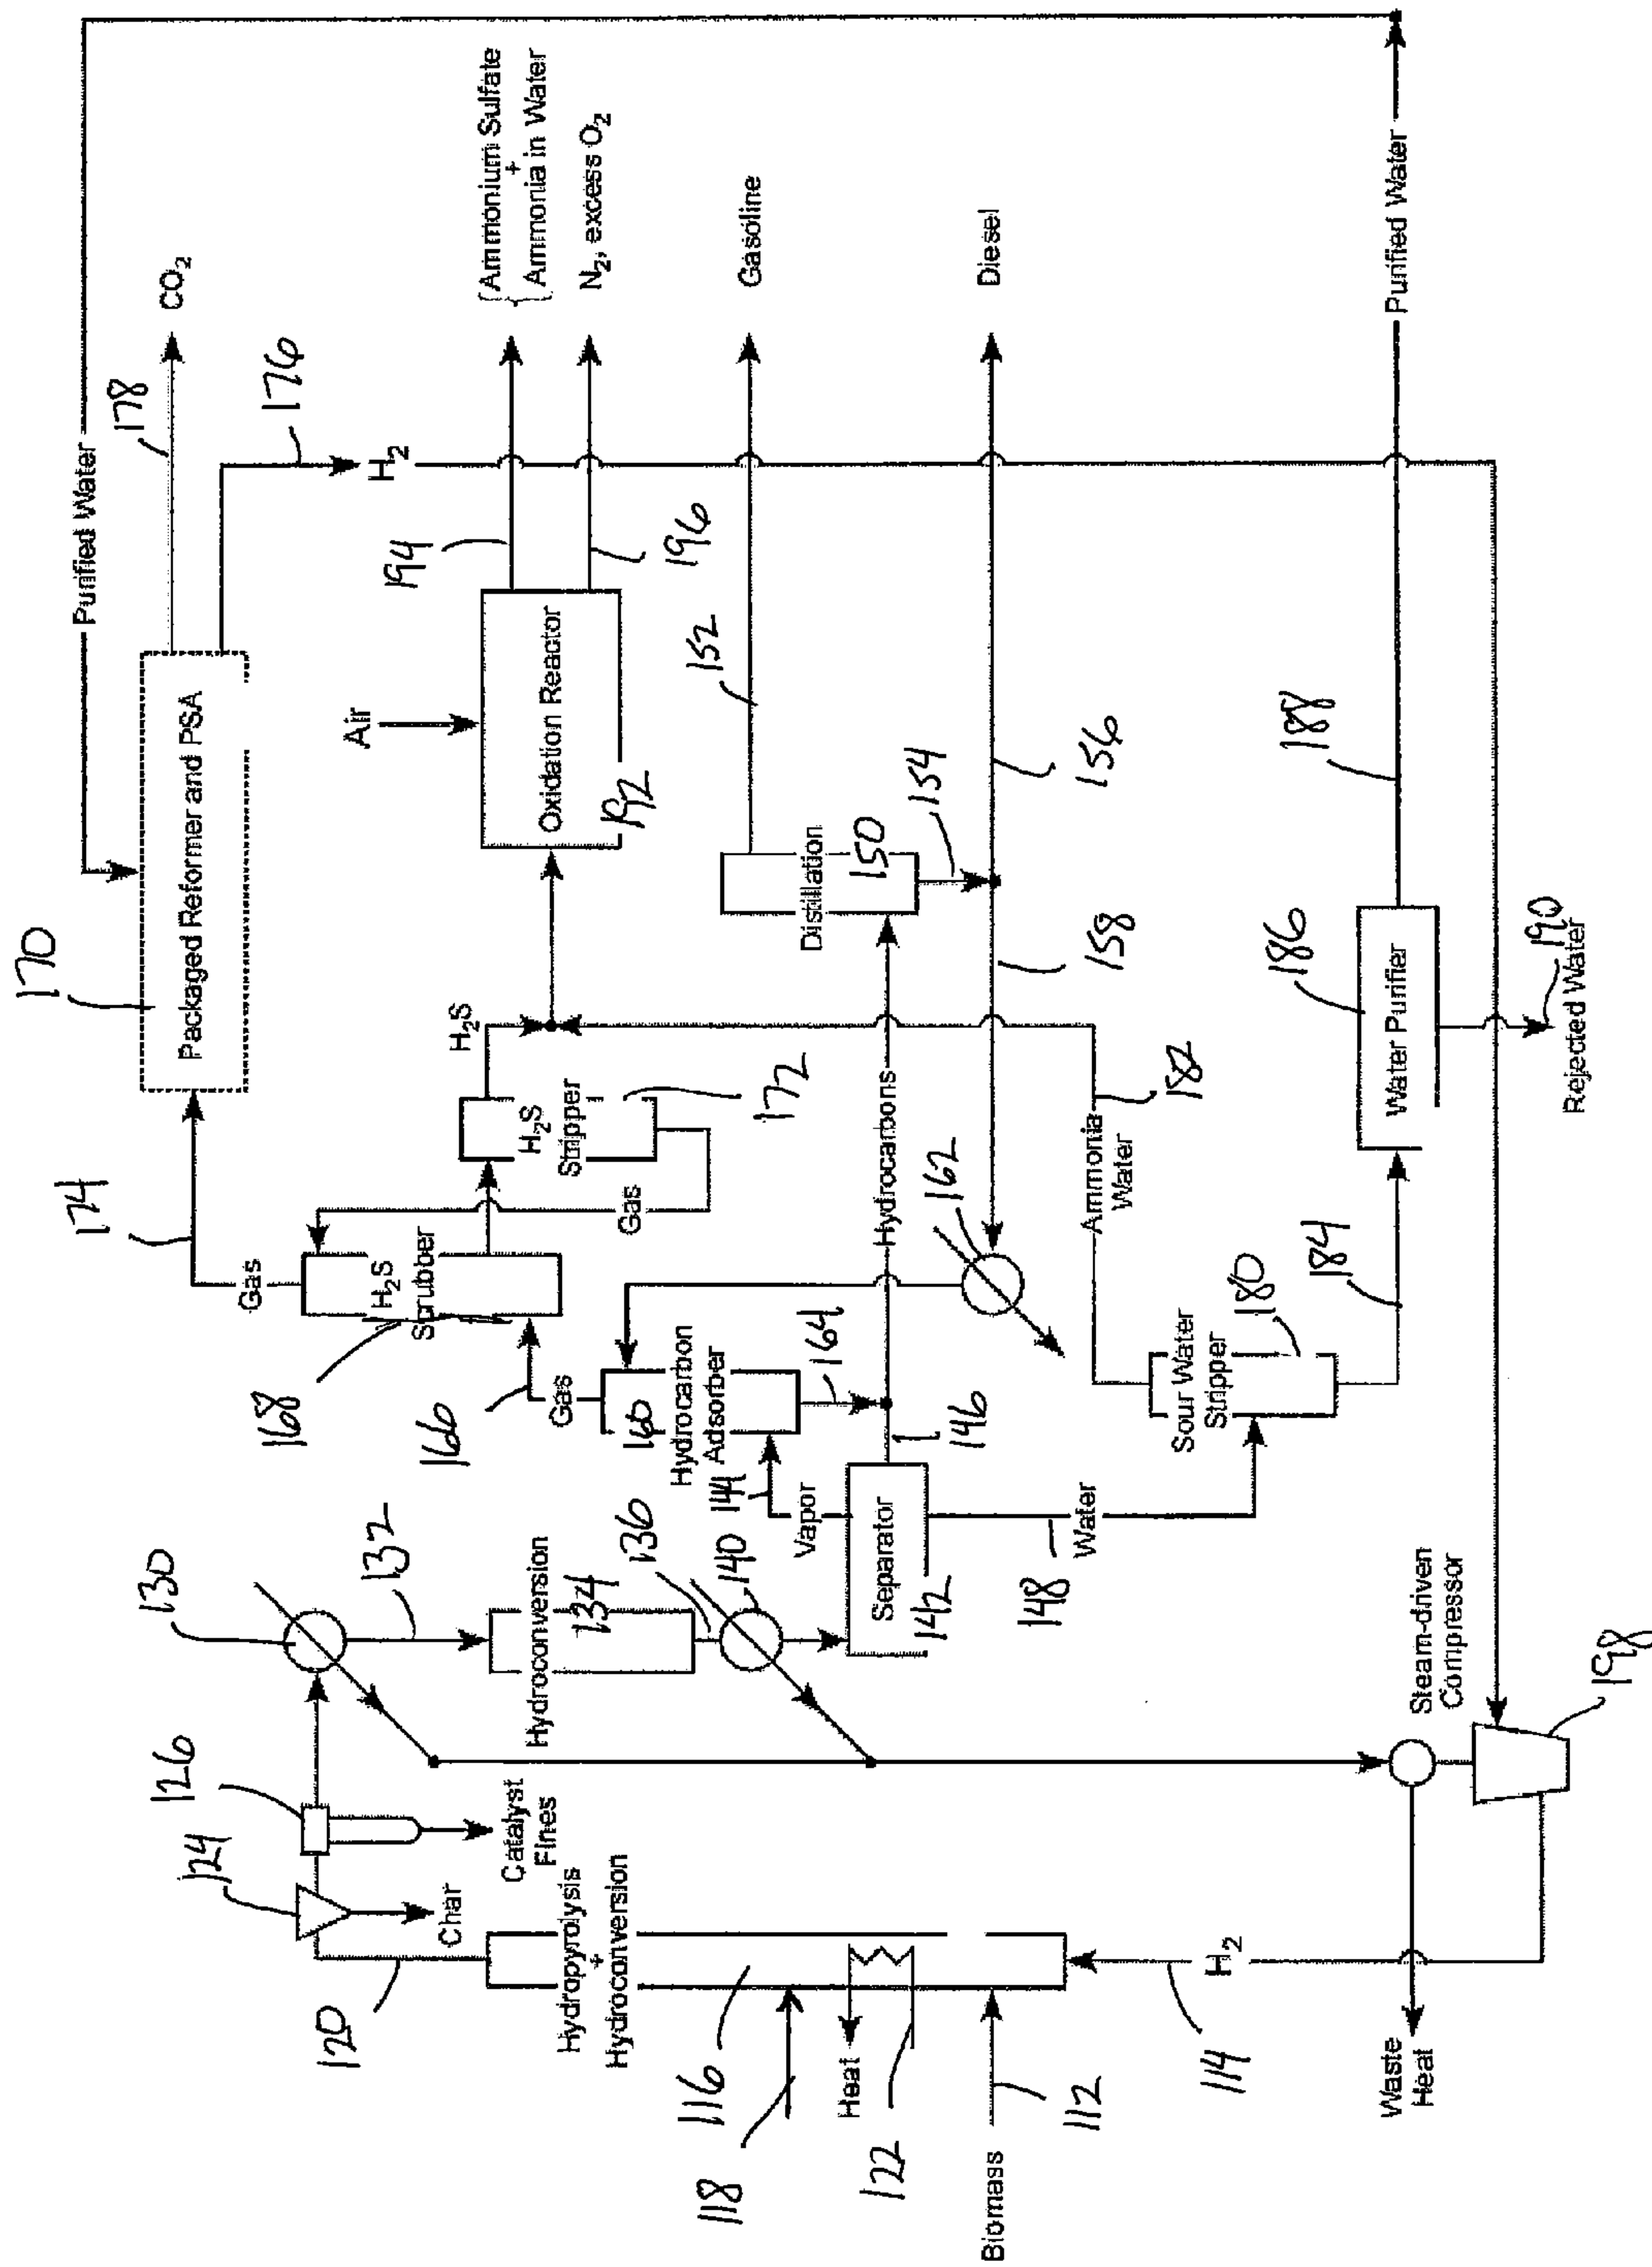 Purified Water
170
Packaged Reformer and PSA
178
CO₂
174
176
H₂
130
126
124
120
Gas
H₂S
Scrubber
168
132
Char
Catalyst
Fines
166
H₂S
H₂S
Stripper
172
Air
194
{Ammonium Sulfate
+
Ammonia in Water
N₂, excess O₂
Hydropyrolysis
+
Hydroconversion
Hydroconversion
134
Gas
Gas
Oxidation Reactor
192
196
116
118
136
140
144
160
Hydrocarbon
Adsorber
152
Gasoline
Heat
122
Vapor
164
Distillation
150
154
Separator
142
146
Hydrocarbons
162
158
156
Diesel
Biomass
112
148
Water
Ammonia
Water
182
114
H₂
Sour Water
Stripper
180
184
186
Water Purifier
188
Purified Water
Waste
Heat
Steam-driven
Compressor
198
190
Rejected Water